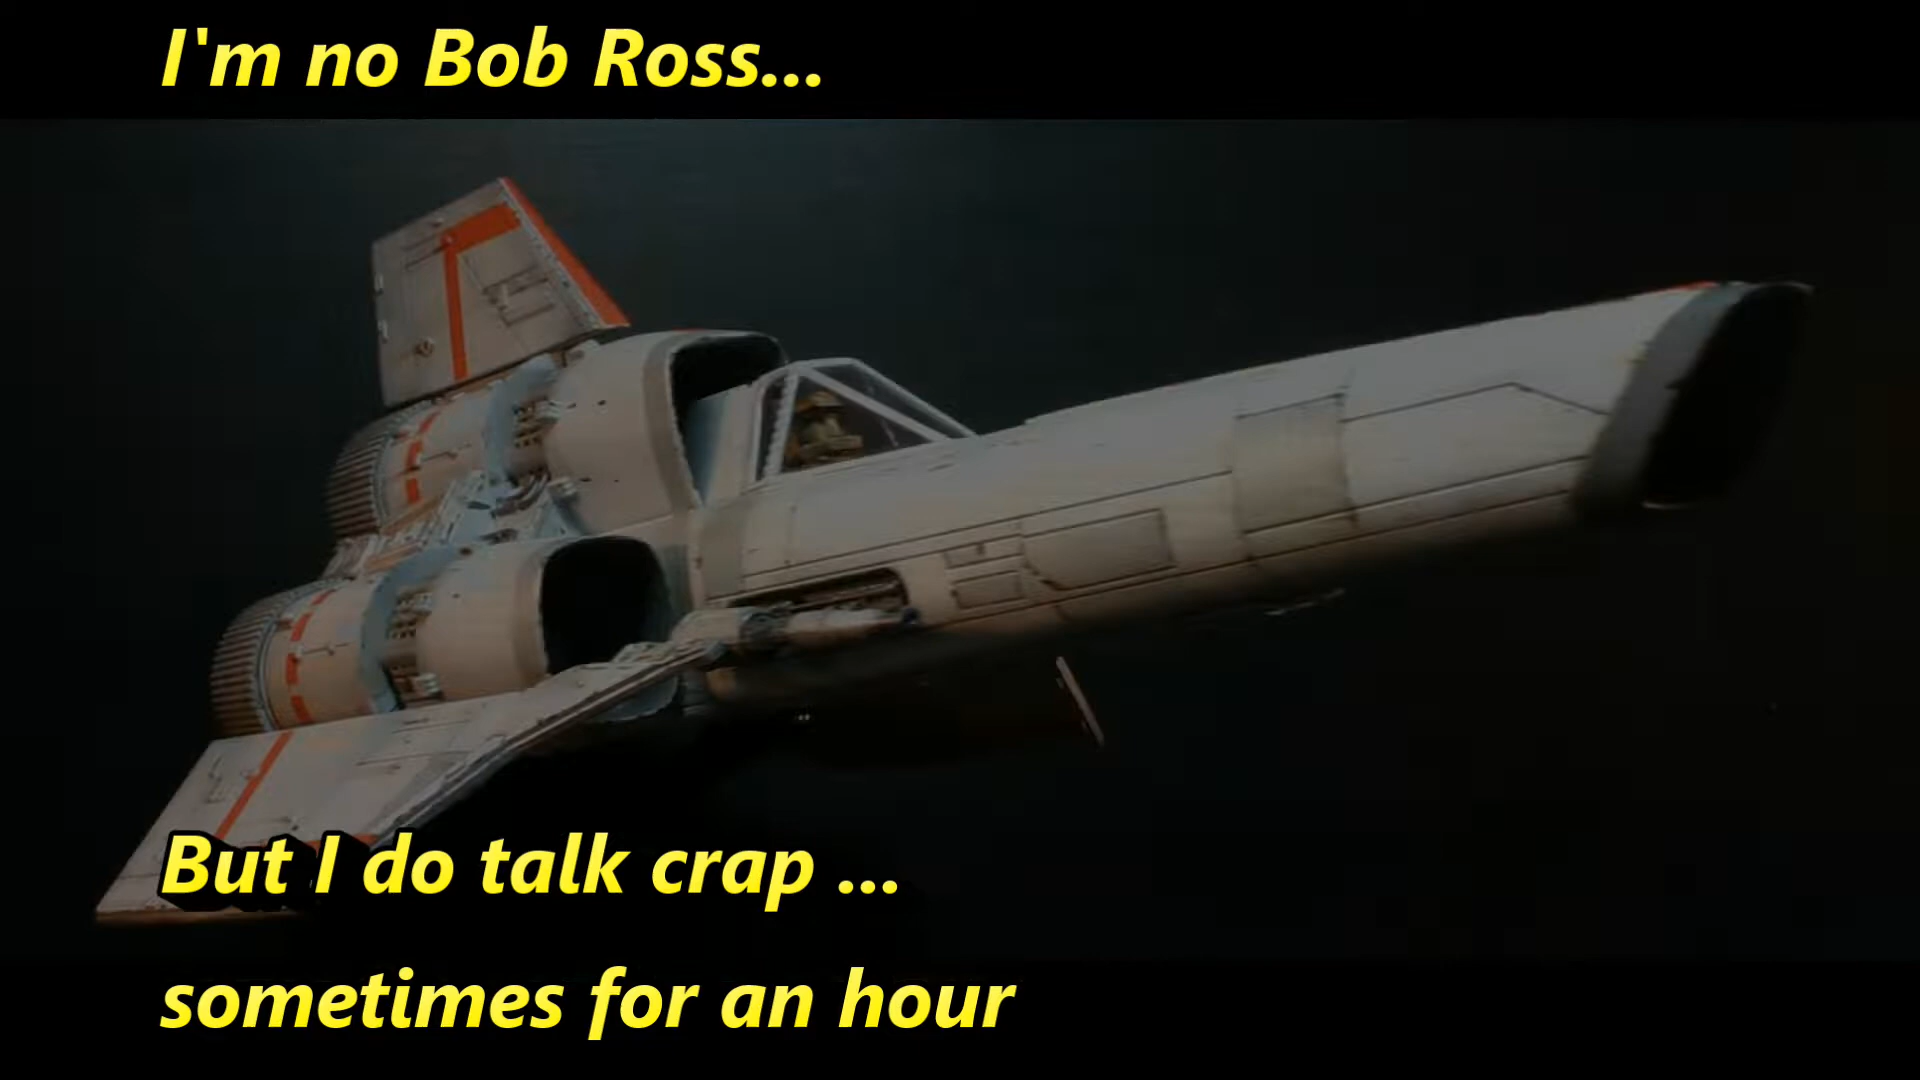 I'm no Bob Ross...
But I do talk crap ...
sometimes for an hour